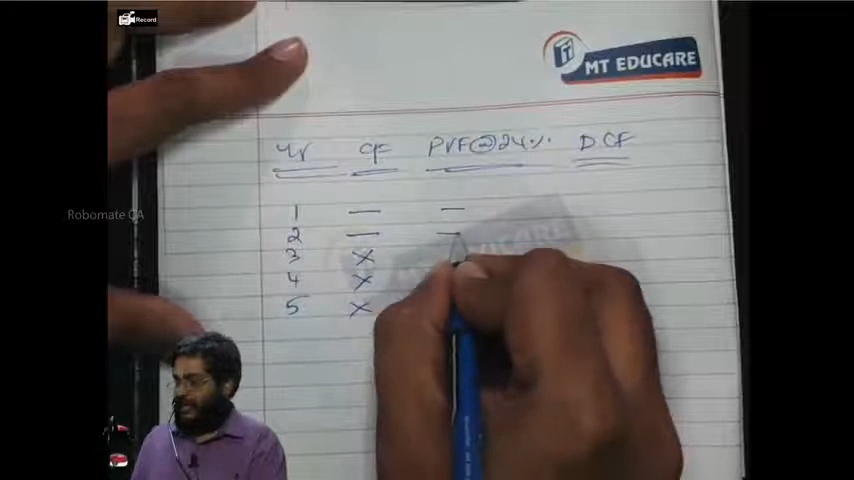 Record
MT EDUCARE
Yr CF PVF@24% DCF
1 — —
2 — —
3 X
4 X
5 X
Robomate CA